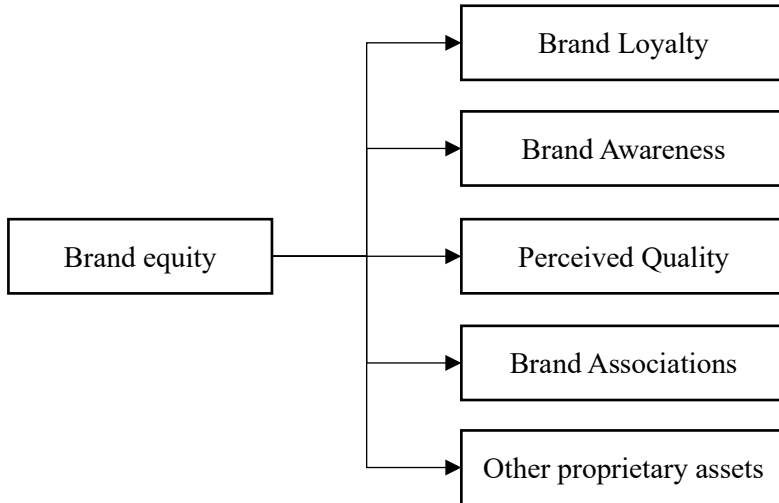 Brand Loyalty
Brand Awareness
Brand equity
Perceived Quality
Brand Associations
Other proprietary assets